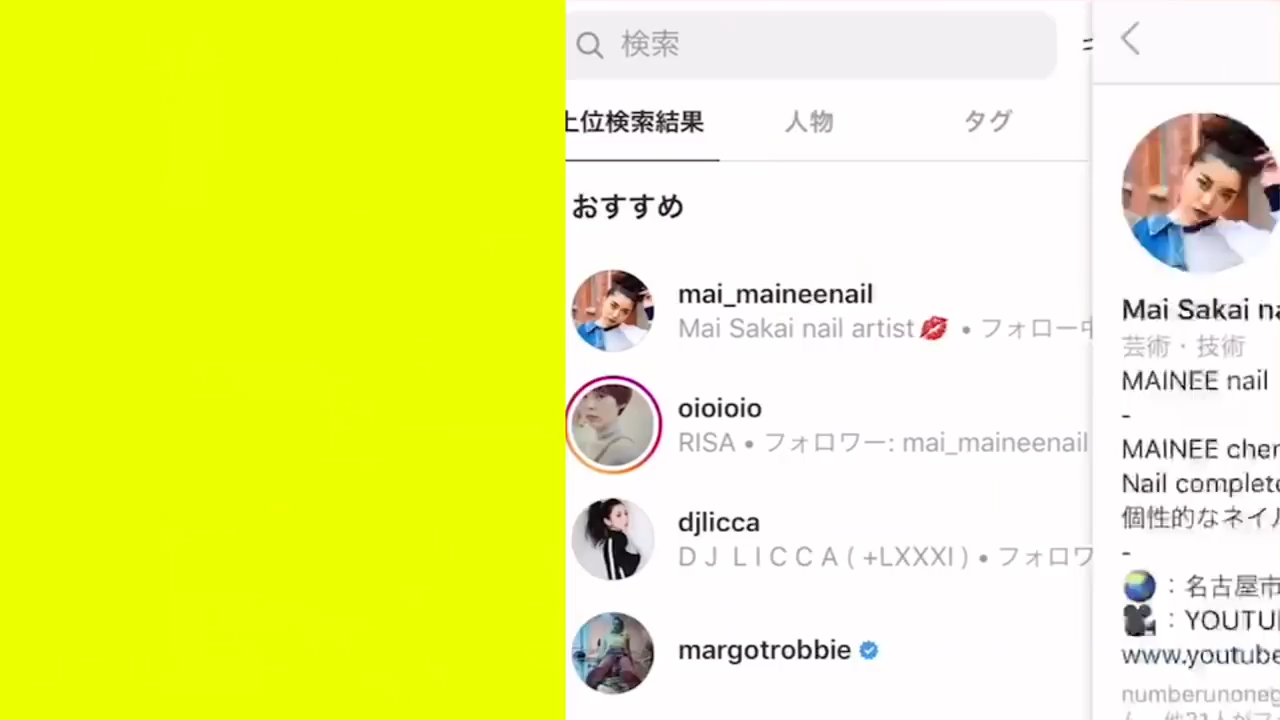 検索
上位検索結果
人物
タグ
おすすめ
mai_maineenail
Mai Sakai nail artist💋 • フォロー中
oioioio
RISA • フォロワー: mai_maineenail
djlicca
D J L I C C A ( +LXXXI ) • フォロワ
margotrobbie
Mai Sakai na
芸術・技術
MAINEE nail
-
MAINEE cher
Nail complete
個性的なネイル
-
🌏：名古屋市
🎥：YOUTU
www.youtube
numberunoneg